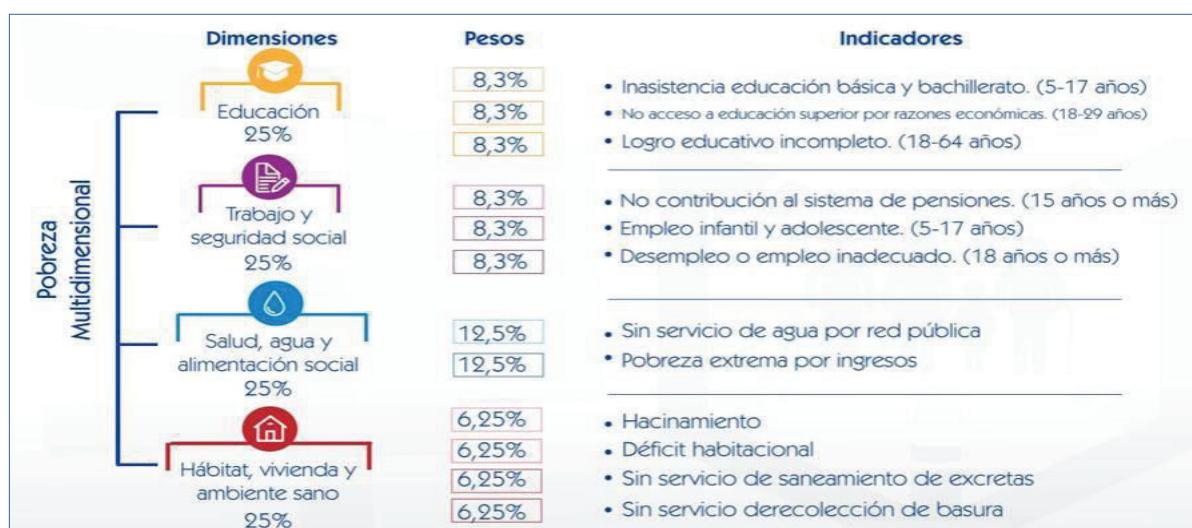 Dimensiones Pesos Indicadores
Pobreza
Multidimensional
Educación
25%
8,3% • Inasistencia educación básica y bachillerato. (5-17 años)
8,3% • No acceso a educación superior por razones económicas. (18-29 años)
8,3% • Logro educativo incompleto. (18-64 años)
Trabajo y
seguridad social
25%
8,3% • No contribución al sistema de pensiones. (15 años o más)
8,3% • Empleo infantil y adolescente. (5-17 años)
8,3% • Desempleo o empleo inadecuado. (18 años o más)
Salud, agua y
alimentación social
25%
12,5% • Sin servicio de agua por red pública
12,5% • Pobreza extrema por ingresos
Hábitat, vivienda y
ambiente sano
25%
6,25% • Hacinamiento
6,25% • Déficit habitacional
6,25% • Sin servicio de saneamiento de excretas
6,25% • Sin servicio derecolección de basura